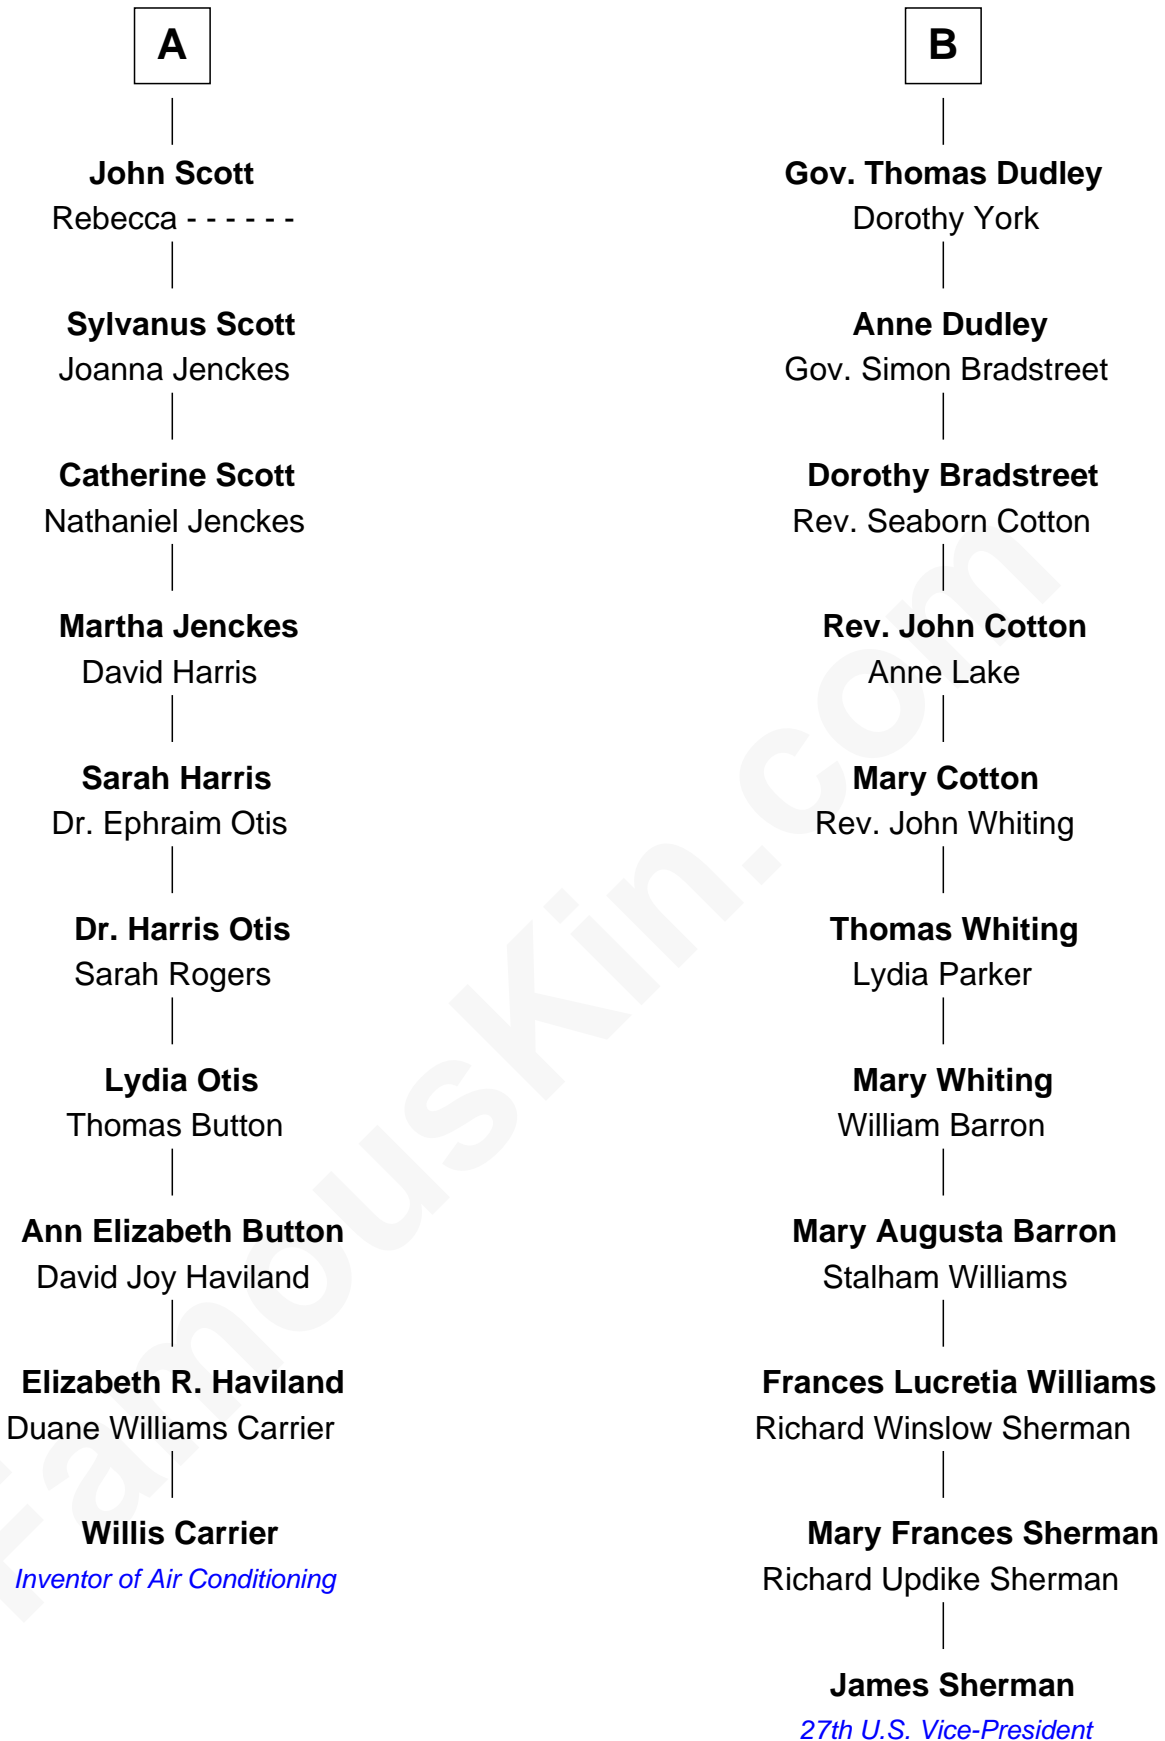 A
John Scott
Rebecca - - - - - -
Sylvanus Scott
Joanna Jenckes
Catherine Scott
Nathaniel Jenckes
Martha Jenckes
David Harris
Sarah Harris
Dr. Ephraim Otis
Dr. Harris Otis
Sarah Rogers
Lydia Otis
Thomas Button
Ann Elizabeth Button
David Joy Haviland
Elizabeth R. Haviland
Duane Williams Carrier
Willis Carrier
Inventor of Air Conditioning
B
Gov. Thomas Dudley
Dorothy York
Anne Dudley
Gov. Simon Bradstreet
Dorothy Bradstreet
Rev. Seaborn Cotton
Rev. John Cotton
Anne Lake
Mary Cotton
Rev. John Whiting
Thomas Whiting
Lydia Parker
Mary Whiting
William Barron
Mary Augusta Barron
Stalham Williams
Frances Lucretia Williams
Richard Winslow Sherman
Mary Frances Sherman
Richard Updike Sherman
James Sherman
27th U.S. Vice-President
FamousKin.com